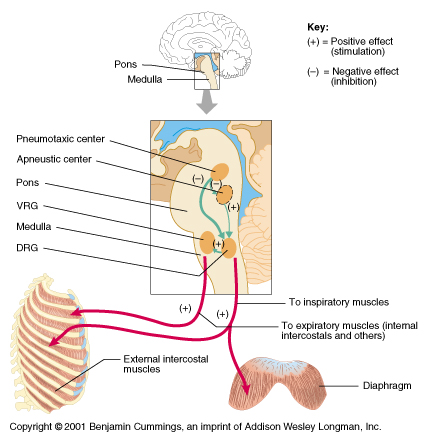 Key:
(+) = Positive effect
(stimulation)
(–) = Negative effect
(inhibition)
Pons
Medulla
Pneumotaxic center
Apneustic center
Pons
VRG
Medulla
DRG
(–)
(–)
(+)
(+)
(+)
(+)
To inspiratory muscles
To expiratory muscles (internal
intercostals and others)
External intercostal
muscles
Diaphragm
Copyright © 2001 Benjamin Cummings, an imprint of Addison Wesley Longman, Inc.